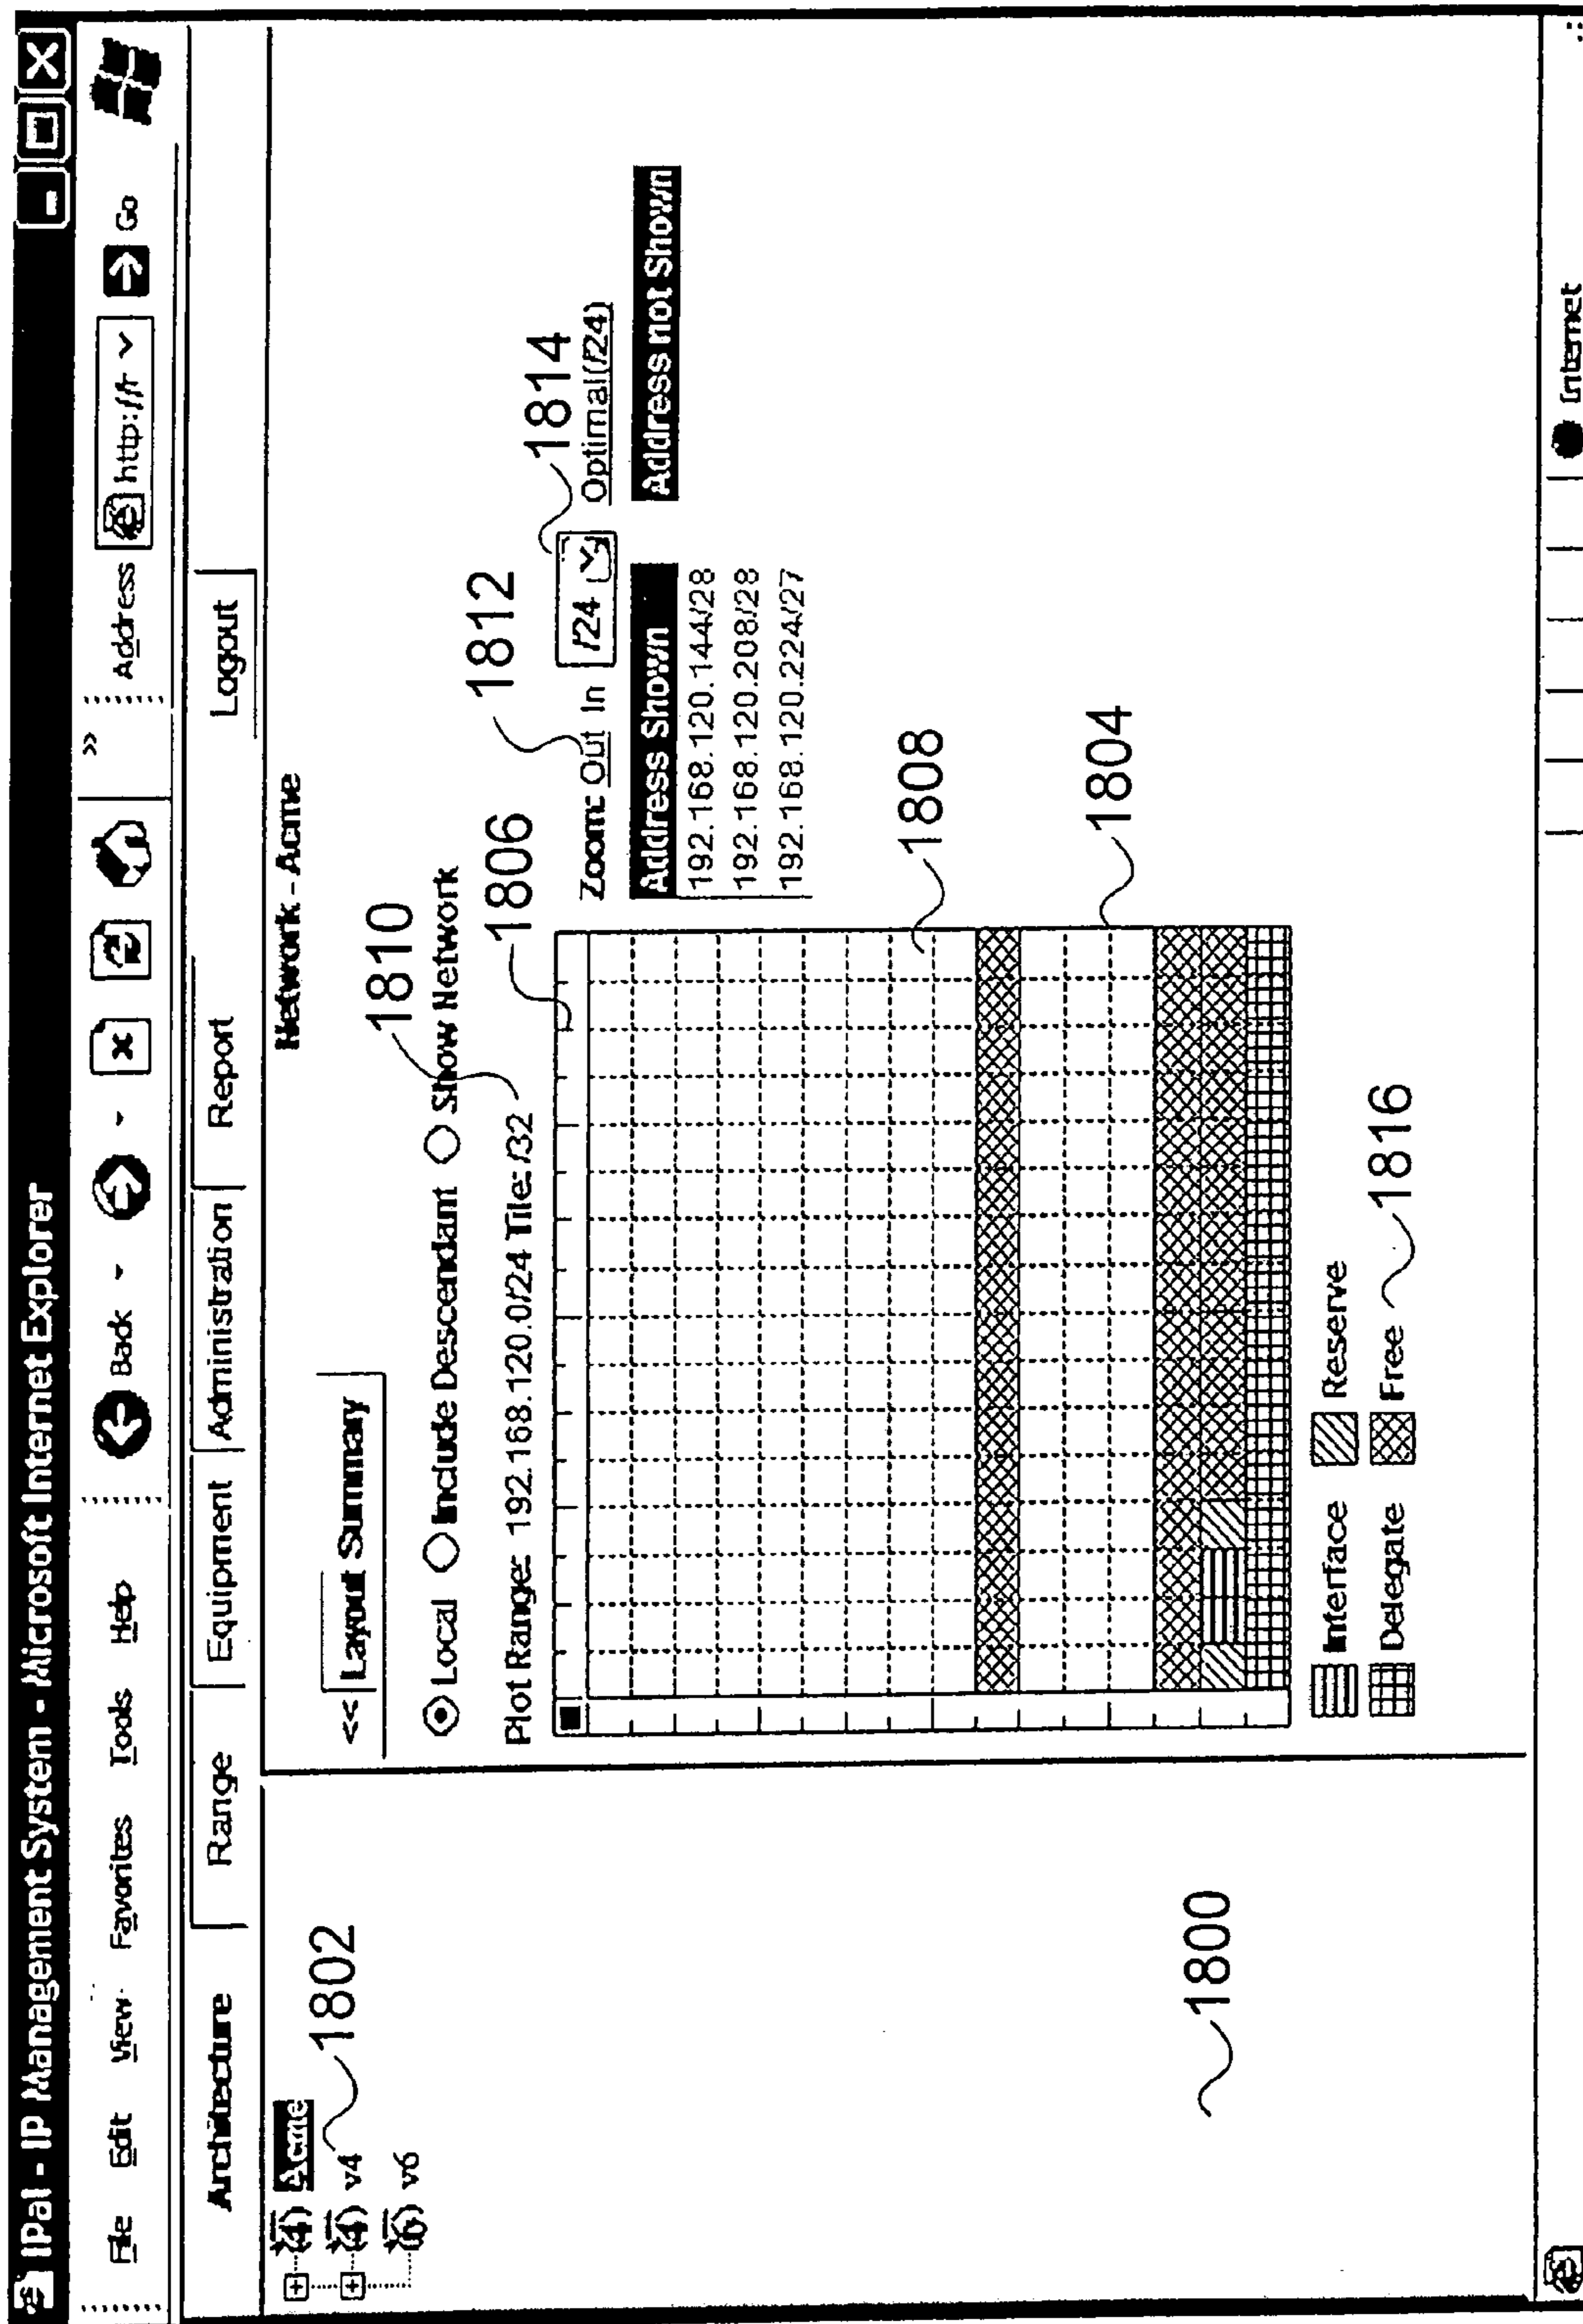 IPal - IP Management System - Microsoft Internet Explorer
File Edit View Favorites Tools Help Back Address http://fr Go
Architecture Range Equipment Administration Report Logout
Acme
v4
v6
1802
1800
Network - Acme
<< Layout Summary
1810
Local Include Descendant Show Network
1806
Plot Range: 192.168.120.0/24 Tile: /32
1812
1814
Zoom: Out In /24 Optimal(/24)
Address Shown Address not Shown
192.168.120.144/28
192.168.120.208/28
192.168.120.224/27
1808
1804
Interface Reserve
Delegate Free
1816
Internet